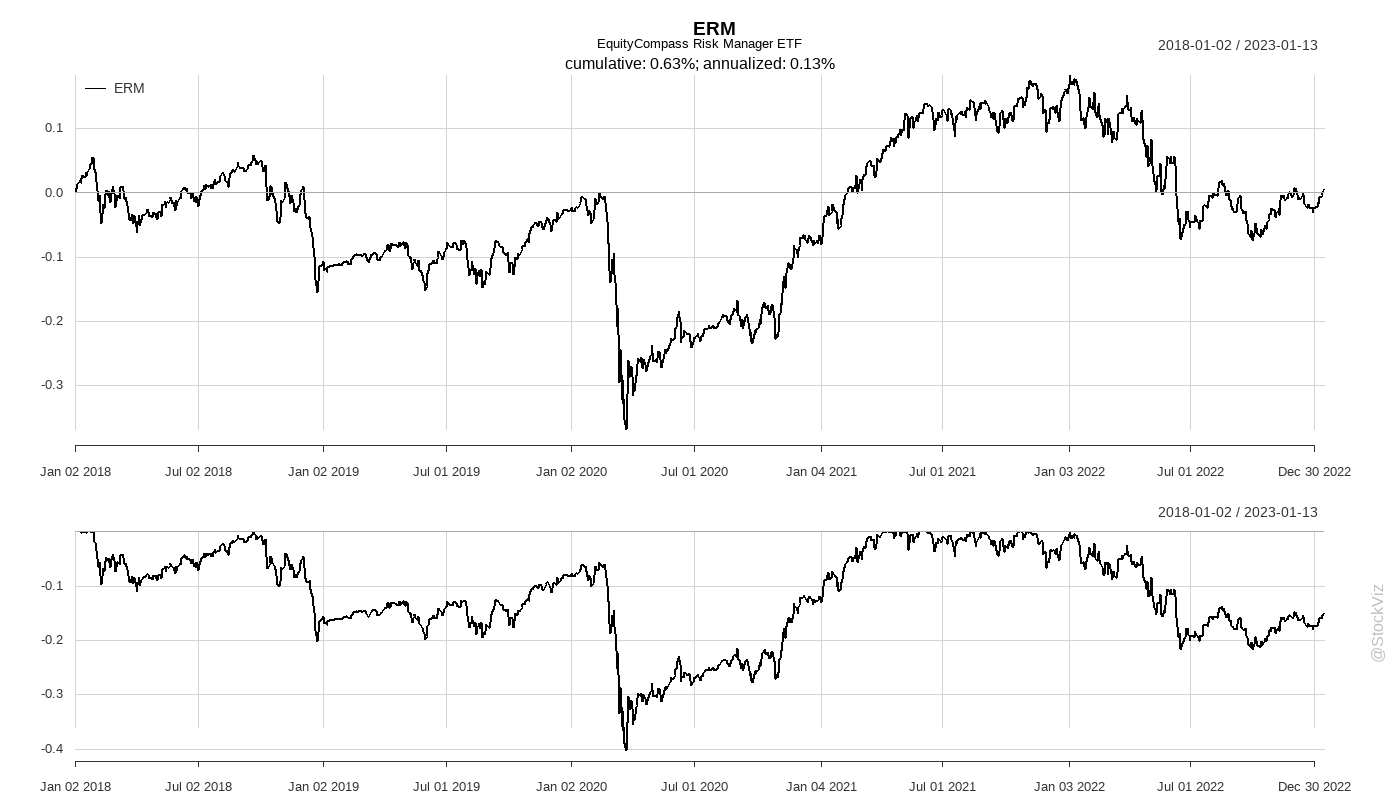 ERM
EquityCompass Risk Manager ETF
2018-01-02 / 2023-01-13
cumulative: 0.63%; annualized: 0.13%
ERM
0.1
0.0
-0.1
-0.2
-0.3
Jan 02 2018 Jul 02 2018 Jan 02 2019 Jul 01 2019 Jan 02 2020 Jul 01 2020 Jan 04 2021 Jul 01 2021 Jan 03 2022 Jul 01 2022 Dec 30 2022
2018-01-02 / 2023-01-13
-0.1
-0.2
-0.3
-0.4
Jan 02 2018 Jul 02 2018 Jan 02 2019 Jul 01 2019 Jan 02 2020 Jul 01 2020 Jan 04 2021 Jul 01 2021 Jan 03 2022 Jul 01 2022 Dec 30 2022
@StockViz